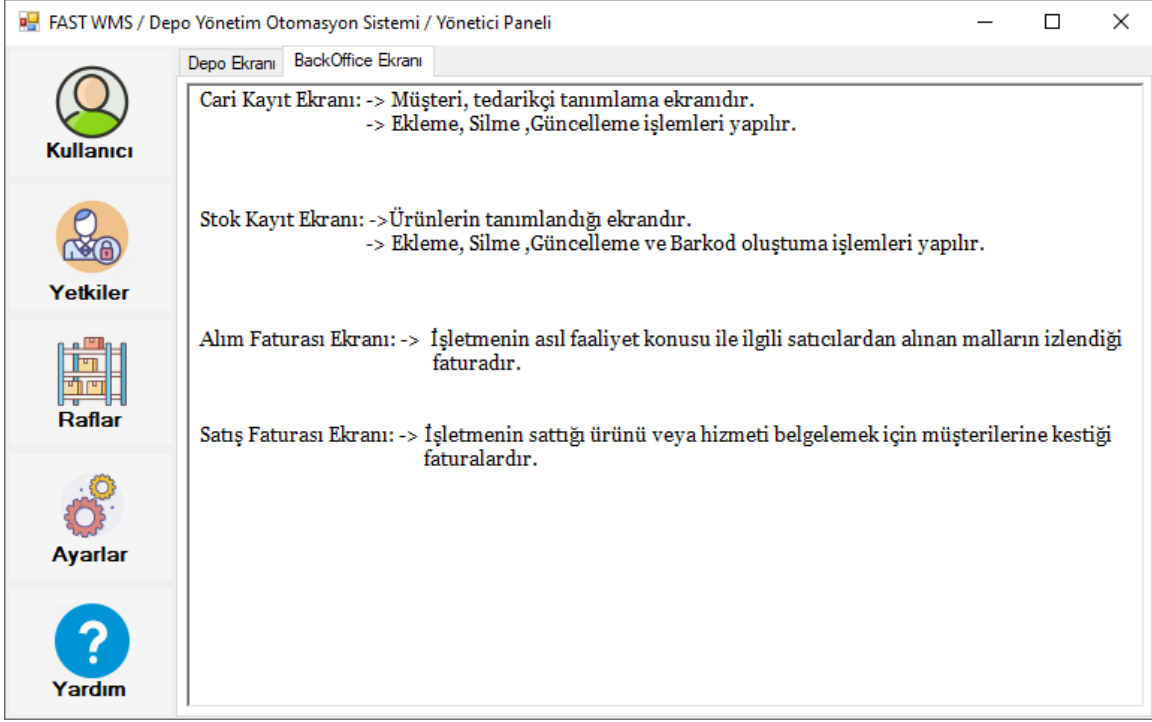 FAST WMS / Depo Yönetim Otomasyon Sistemi / Yönetici Paneli
Depo Ekranı
BackOffice Ekranı
Kullanıcı
Yetkiler
Raflar
Ayarlar
?
Yardım
Cari Kayıt Ekranı: -> Müşteri, tedarikçi tanımlama ekranıdır.
-> Ekleme, Silme ,Güncelleme işlemleri yapılır.
Stok Kayıt Ekranı: ->Ürünlerin tanımlandığı ekrandır.
-> Ekleme, Silme ,Güncelleme ve Barkod oluştuma işlemleri yapılır.
Alım Faturası Ekranı: -> İşletmenin asıl faaliyet konusu ile ilgili satıcılardan alınan malların izlendiği
faturadır.
Satış Faturası Ekranı: -> İşletmenin sattığı ürünü veya hizmeti belgelemek için müşterilerine kestiği
faturalardır.